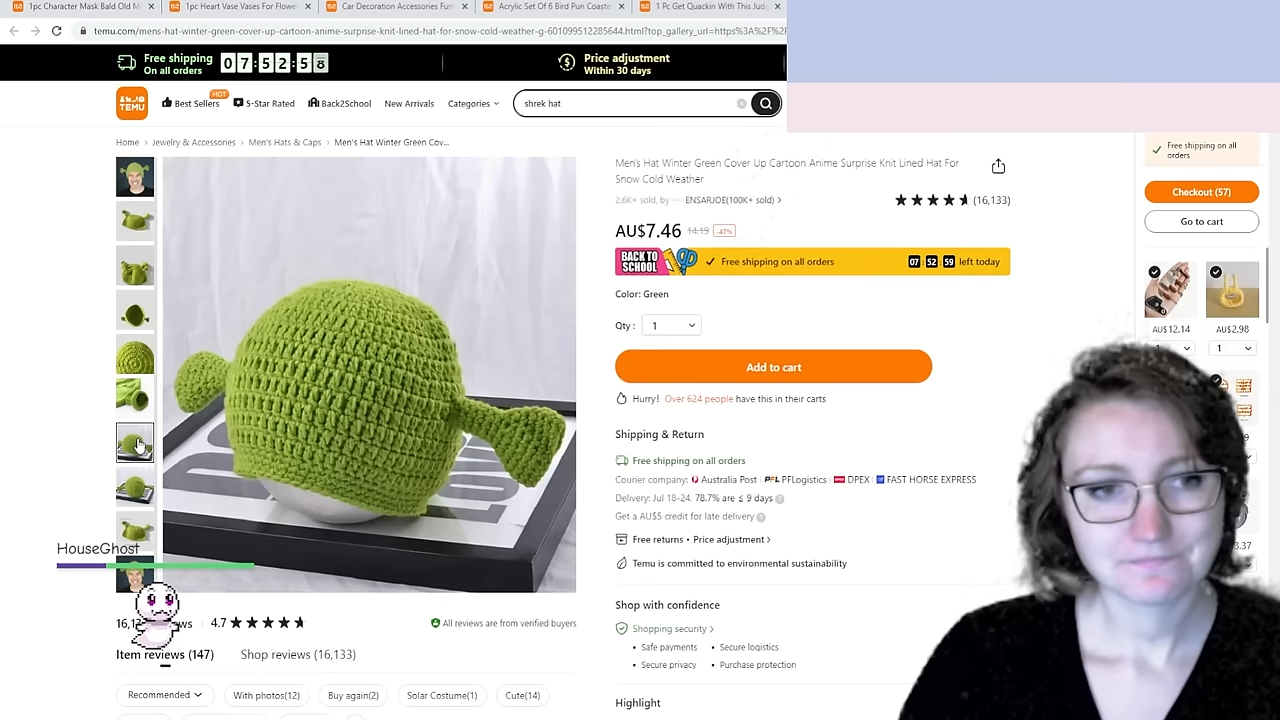 1pc Character Mask Bald Old M
1pc Heart Vase Vases For Flowe
Car Decoration Accessories Fun
Acrylic Set Of 6 Bird Pun Coaste
1 Pc Get Quackin With This Jud
temu.com/mens-hat-winter-green-cover-up-cartoon-anime-surprise-knit-lined-hat-for-snow-cold-weather-g-601099512285644.html?top_gallery_url=https%3A%2F%2F
Free shipping
On all orders
07:52:58
Price adjustment
Within 30 days
TEMU
Best Sellers
HOT
5-Star Rated
Back2School
New Arrivals
Categories
shrek hat
Home › Jewelry & Accessories › Men's Hats & Caps › Men's Hat Winter Green Cov...
Men's Hat Winter Green Cover Up Cartoon Anime Surprise Knit Lined Hat For
Snow Cold Weather
2.6K+ sold, by ENSARJOE(100K+ sold) ›
(16,133)
AU$7.46 14.19 -47%
BACK TO SCHOOL
Free shipping on all orders
07:52:59 left today
Color: Green
Qty : 1
Add to cart
Hurry! Over 624 people have this in their carts
Shipping & Return
Free shipping on all orders
Courier company: Australia Post PFL PFLogistics DPEX FAST HORSE EXPRESS
Delivery: Jul 18-24, 78.7% are ≤ 9 days ?
Get a AU$5 credit for late delivery ?
Free returns • Price adjustment ›
Temu is committed to environmental sustainability
Shop with confidence
Shopping security ›
• Safe payments • Secure logistics
• Secure privacy • Purchase protection
Highlight
Free shipping on all
orders
Checkout (57)
Go to cart
AU$12.14
AU$2.98
1
1
HouseGhost
4.7
All reviews are from verified buyers
Item reviews (147)
Shop reviews (16,133)
Recommended
With photos(12)
Buy again(2)
Solar Costume(1)
Cute(14)